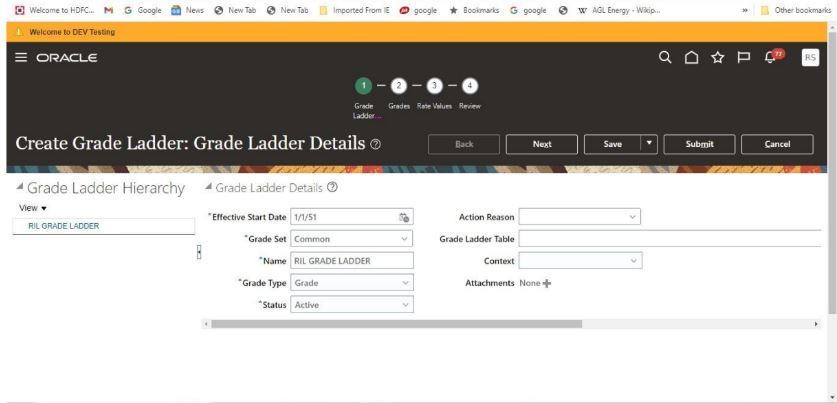 Welcome to HDFC... G Google News New Tab New Tab Imported From IE google Bookmarks G google W AGL Energy - Wikip... » Other bookmarks
Welcome to DEV Testing
ORACLE 77 RS
1 2 3 4
Grade Ladder... Grades Rate Values Review
Create Grade Ladder: Grade Ladder Details Back Next Save Submit Cancel
Grade Ladder Hierarchy Grade Ladder Details
View
RIL GRADE LADDER
*Effective Start Date 1/1/51 Action Reason
*Grade Set Common Grade Ladder Table
*Name RIL GRADE LADDER Context
*Grade Type Grade Attachments None
*Status Active